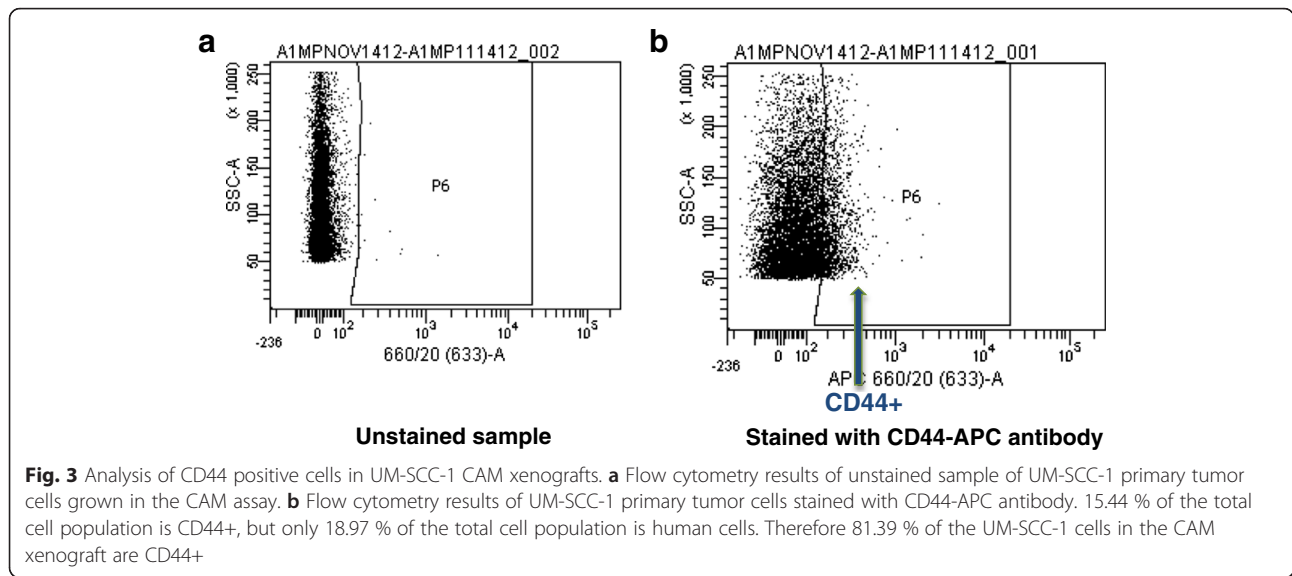 a
A1MPNOV1412-A1MP111412_002
(x 1,000)
SSC-A
250
200
150
100
50
P6
-236
0 10² 10³ 10⁴ 10⁵
660/20 (633)-A
Unstained sample
b
A1MPNOV1412-A1MP111412_001
(x 1,000)
SSC-A
250
200
150
100
50
P6
-236
0 10² 10³ 10⁴ 10⁵
660/20 (633)-A
CD44+
Stained with CD44-APC antibody
Fig. 3 Analysis of CD44 positive cells in UM-SCC-1 CAM xenografts. a Flow cytometry results of unstained sample of UM-SCC-1 primary tumor
cells grown in the CAM assay. b Flow cytometry results of UM-SCC-1 primary tumor cells stained with CD44-APC antibody. 15.44 % of the total
cell population is CD44+, but only 18.97 % of the total cell population is human cells. Therefore 81.39 % of the UM-SCC-1 cells in the CAM
xenograft are CD44+